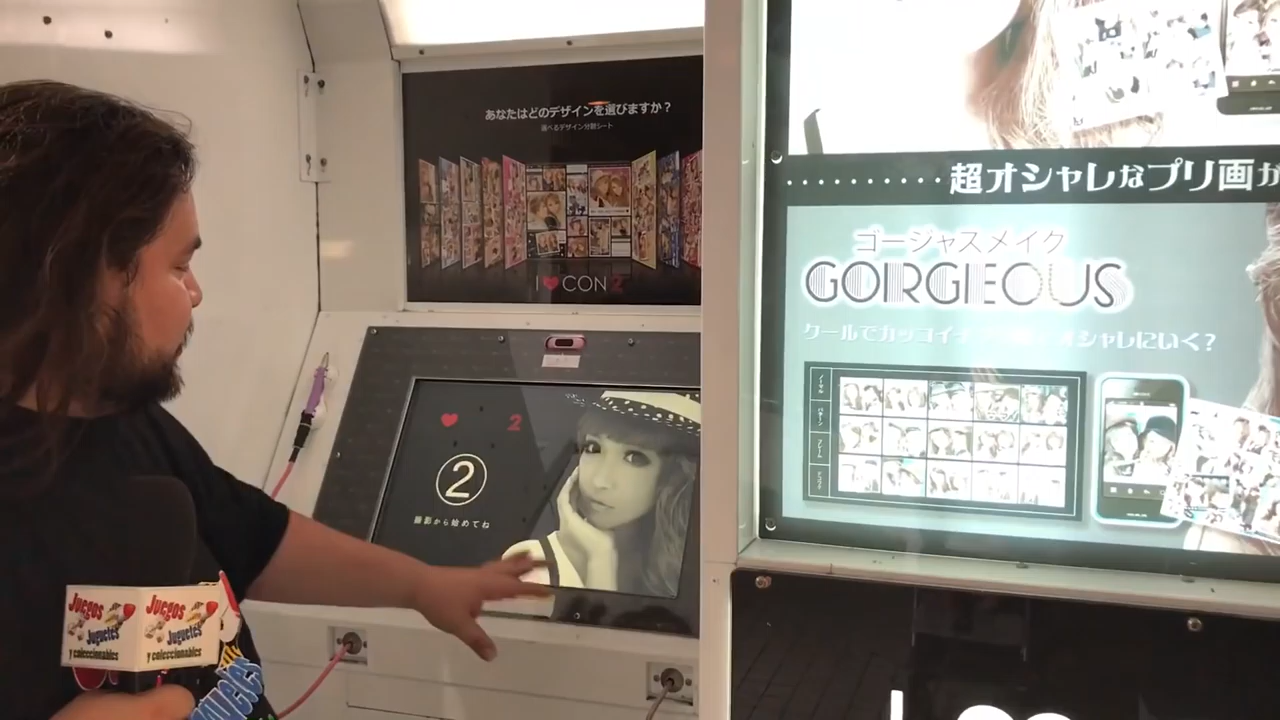 あなたはどのデザインを選びますか？
選べるデザイン分割シート
I ❤ CON 2
2
②
撮影から始めてね
超オシャレなプリ画が
ゴージャスメイク
GORGEOUS
クールでカッコイイ
オシャレにいく？
JUEGOS
Juguetes
y coleccionables
JUEGOS
Juguetes
y coleccionables